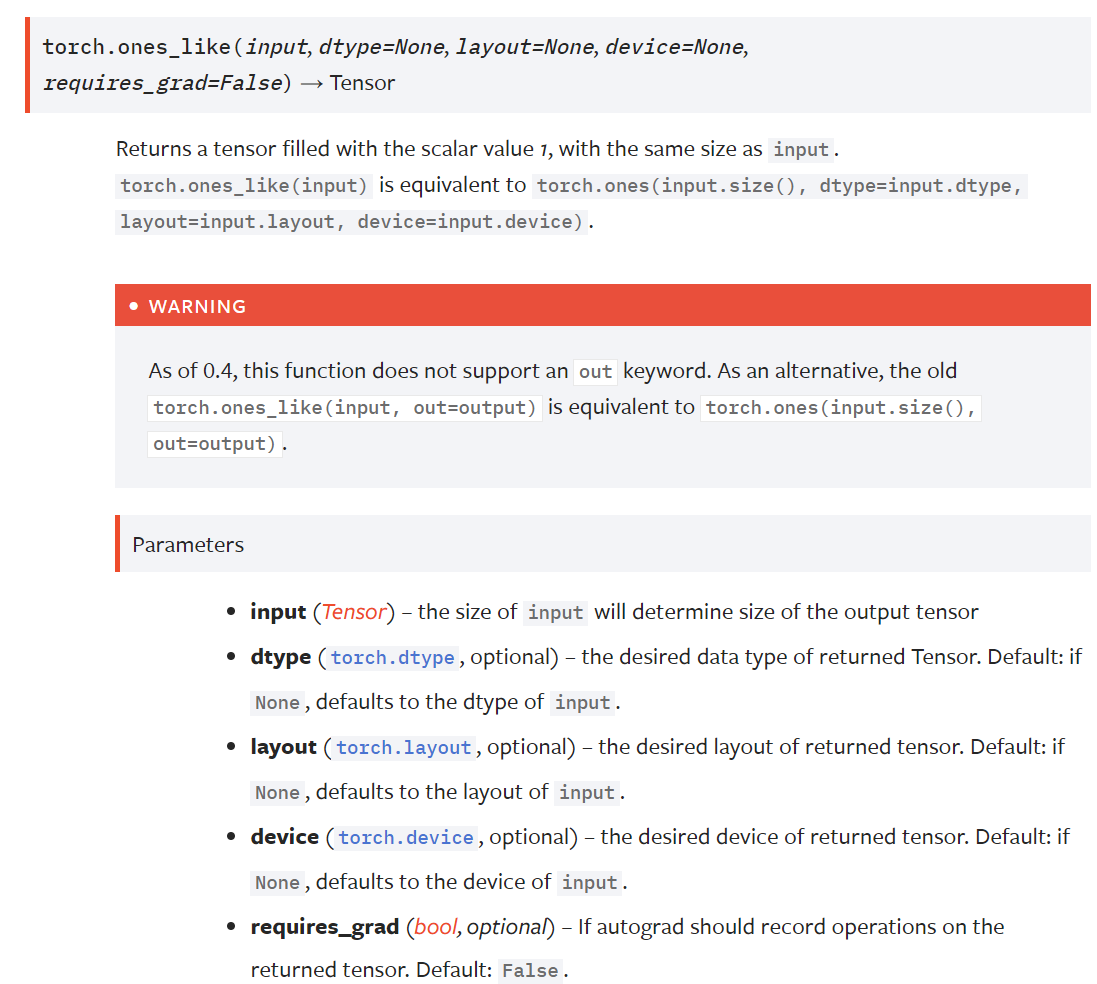 torch.ones_like(input, dtype=None, layout=None, device=None,
requires_grad=False) → Tensor
Returns a tensor filled with the scalar value 1, with the same size as input.
torch.ones_like(input) is equivalent to torch.ones(input.size(), dtype=input.dtype,
layout=input.layout, device=input.device).
• WARNING
As of 0.4, this function does not support an out keyword. As an alternative, the old
torch.ones_like(input, out=output) is equivalent to torch.ones(input.size(),
out=output).
Parameters
• input (Tensor) – the size of input will determine size of the output tensor
• dtype (torch.dtype, optional) – the desired data type of returned Tensor. Default: if
None, defaults to the dtype of input.
• layout (torch.layout, optional) – the desired layout of returned tensor. Default: if
None, defaults to the layout of input.
• device (torch.device, optional) – the desired device of returned tensor. Default: if
None, defaults to the device of input.
• requires_grad (bool, optional) – If autograd should record operations on the
returned tensor. Default: False.